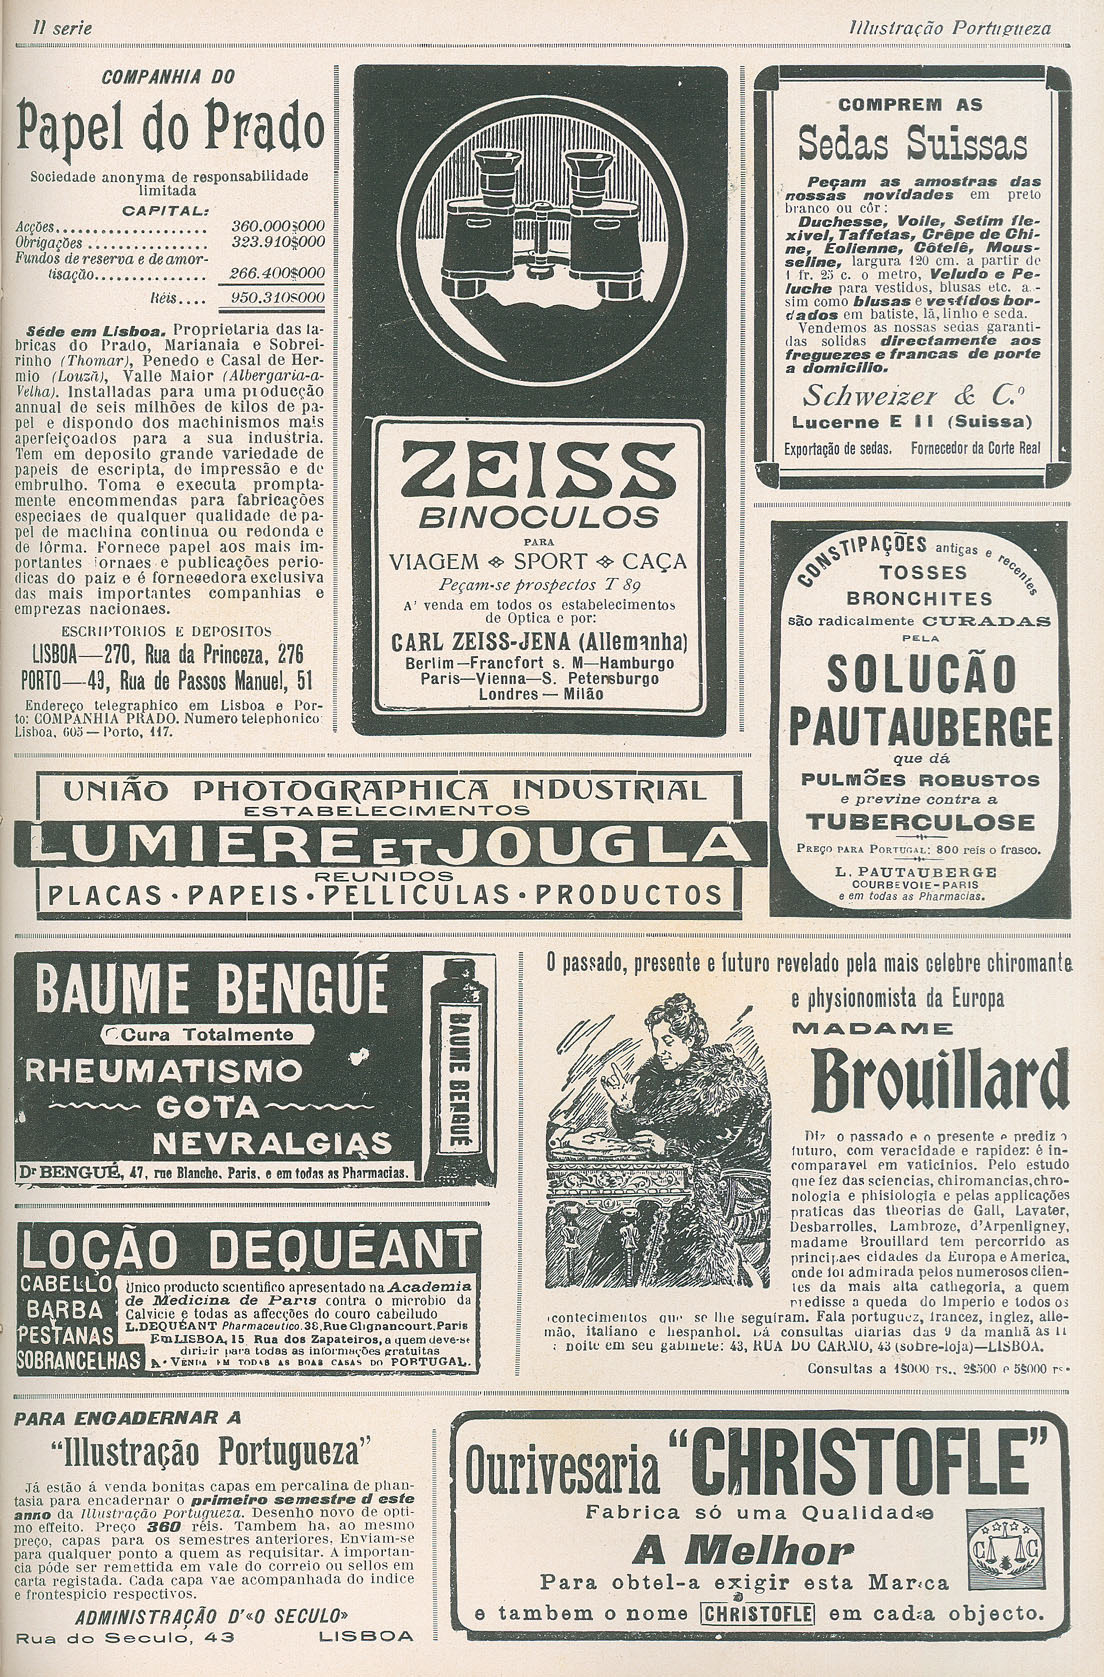 II serie
Illustração Portugueza
COMPANHIA DO
Papel do Prado
Sociedade anonyma de responsabilidade
limitada
CAPITAL:
Acções.................. 360.000$000
Obrigações .............. 323.910$000
Fundos de reserva e de amor-
tisação.............. 266.400$000
Réis.... 950.310$000
Séde em Lisboa. Proprietaria das fa-
bricas do Prado, Marianaia e Sobrei-
rinho (Thomar), Penedo e Casal de Her-
mio (Louzã), Valle Maior (Albergaria-a-
Velha). Installadas para uma producção
annual de seis milhões de kilos de pa-
pel e dispondo dos machinismos mais
aperfeiçoados para a sua industria.
Tem em deposito grande variedade de
papeis de escripta, de impressão e de
embrulho. Toma e executa prompta-
mente encommendas para fabricações
especiaes de qualquer qualidade de pa-
pel de machina continua ou redonda e
de fôrma. Fornece papel aos mais im-
portantes jornaes e publicações perio-
dicas do paiz e é fornecedora exclusiva
das mais importantes companhias e
emprezas nacionaes.
ESCRIPTORIOS E DEPOSITOS
LISBOA—270, Rua da Princeza, 276
PORTO—49, Rua de Passos Manuel, 51
Endereço telegraphico em Lisboa e Por-
to: COMPANHIA PRADO. Numero telephonico
Lisboa, 605 — Porto, 117.
ZEISS
BINOCULOS
PARA
VIAGEM SPORT CAÇA
Peçam-se prospectos T 89
A' venda em todos os estabelecimentos
de Optica e por:
CARL ZEISS-JENA (Allemanha)
Berlim—Francfort s. M—Hamburgo
Paris—Vienna—S. Petersburgo
Londres — Milão
COMPREM AS
Sedas Suissas
Peçam as amostras das
nossas novidades em preto
branco ou côr:
Duchesse, Voile, Setim fle-
xivel, Taffetas, Crêpe de Chi-
ne, Eolienne, Côtelê, Mous-
seline, largura 120 cm. a partir de
1 fr. 25 c. o metro, Veludo e Pe-
luche para vestidos, blusas etc. as-
sim como blusas e vestidos bor-
dados em batiste, lã, linho e seda.
Vendemos as nossas sedas garanti-
das solidas directamente aos
freguezes e francas de porte
a domicilio.
Schweizer & C.º
Lucerne E 11 (Suissa)
Exportação de sedas. Fornecedor da Corte Real
CONSTIPAÇÕES antigas e recentes
TOSSES
BRONCHITES
são radicalmente CURADAS
PELA
SOLUCÃO
PAUTAUBERGE
que dá
PULMÕES ROBUSTOS
e previne contra a
TUBERCULOSE
PREÇO PARA PORTUGAL: 800 reis o frasco.
L. PAUTAUBERGE
COURBEVOIE-PARIS
e em todas as Pharmacias.
UNIÃO PHOTOGRAPHICA INDUSTRIAL
ESTABELECIMENTOS
LUMIERE ET JOUGLA
REUNIDOS
PLACAS · PAPEIS · PELLICULAS · PRODUCTOS
BAUME BENGUÉ
Cura Totalmente
RHEUMATISMO
GOTA
NEVRALGIAS
Dr BENGUÉ, 47, rue Blanche, Paris, e em todas as Pharmacias.
BAUME BENGUÉ
LOÇÃO DEQUÉANT
CABELLO
BARBA
PESTANAS
SOBRANCELHAS
Unico producto scientifico apresentado na Academia
de Medicina de Paris contra o microbio da
Calvicie e todas as affecções do couro cabelludo
L. DEQUÉANT Pharmaceutico. 38, Rue Clignancourt, Paris
Em LISBOA, 15 Rua dos Zapateiros, a quem deve-se
dirigir para todas as informações gratuitas
A VENDA EM TODAS AS BOAS CASAS DO PORTUGAL.
O passado, presente e futuro revelado pela mais celebre chiromante
e physionomista da Europa
MADAME
Brouillard
Diz o passado e o presente e prediz o
futuro, com veracidade e rapidez: é in-
comparavel em vaticinios. Pelo estudo
que fez das sciencias, chiromancias, chro-
nologia e phisiologia e pelas applicações
praticas das theorias de Gall, Lavater,
Desbarrolles, Lambroze, d'Arpenligney,
madame Brouillard tem percorrido as
principaes cidades da Europa e America,
onde foi admirada pelos numerosos clien-
tes da mais alta cathegoria, a quem
predisse a queda do Imperio e todos os
acontecimentos que se lhe seguiram. Fala portuguez, francez, inglez, alle-
mão, italiano e hespanhol. Dá consultas diarias das 9 da manhã ás 11
noite em seu gabinete: 43, RUA DO CARMO, 43 (sobre-loja)—LISBOA.
Consultas a 1$000 rs., 2$500 e 5$000 rs.
PARA ENCADERNAR A
"Illustração Portugueza"
Já estão á venda bonitas capas em percalina de phan-
tasia para encadernar o primeiro semestre d este
anno da Illustração Portugueza. Desenho novo de opti-
mo effeito. Preço 360 réis. Tambem ha, ao mesmo
preço, capas para os semestres anteriores. Enviam-se
para qualquer ponto a quem as requisitar. A importan-
cia póde ser remettida em vale do correio ou sellos em
carta registada. Cada capa vae acompanhada do indice
e frontespicio respectivos.
ADMINISTRAÇÃO D'«O SECULO»
Rua do Seculo, 43 LISBOA
Ourivesaria "CHRISTOFLE"
Fabrica só uma Qualidade
A Melhor
Para obtel-a exigir esta Marca
e tambem o nome CHRISTOFLE em cada objecto.
C C